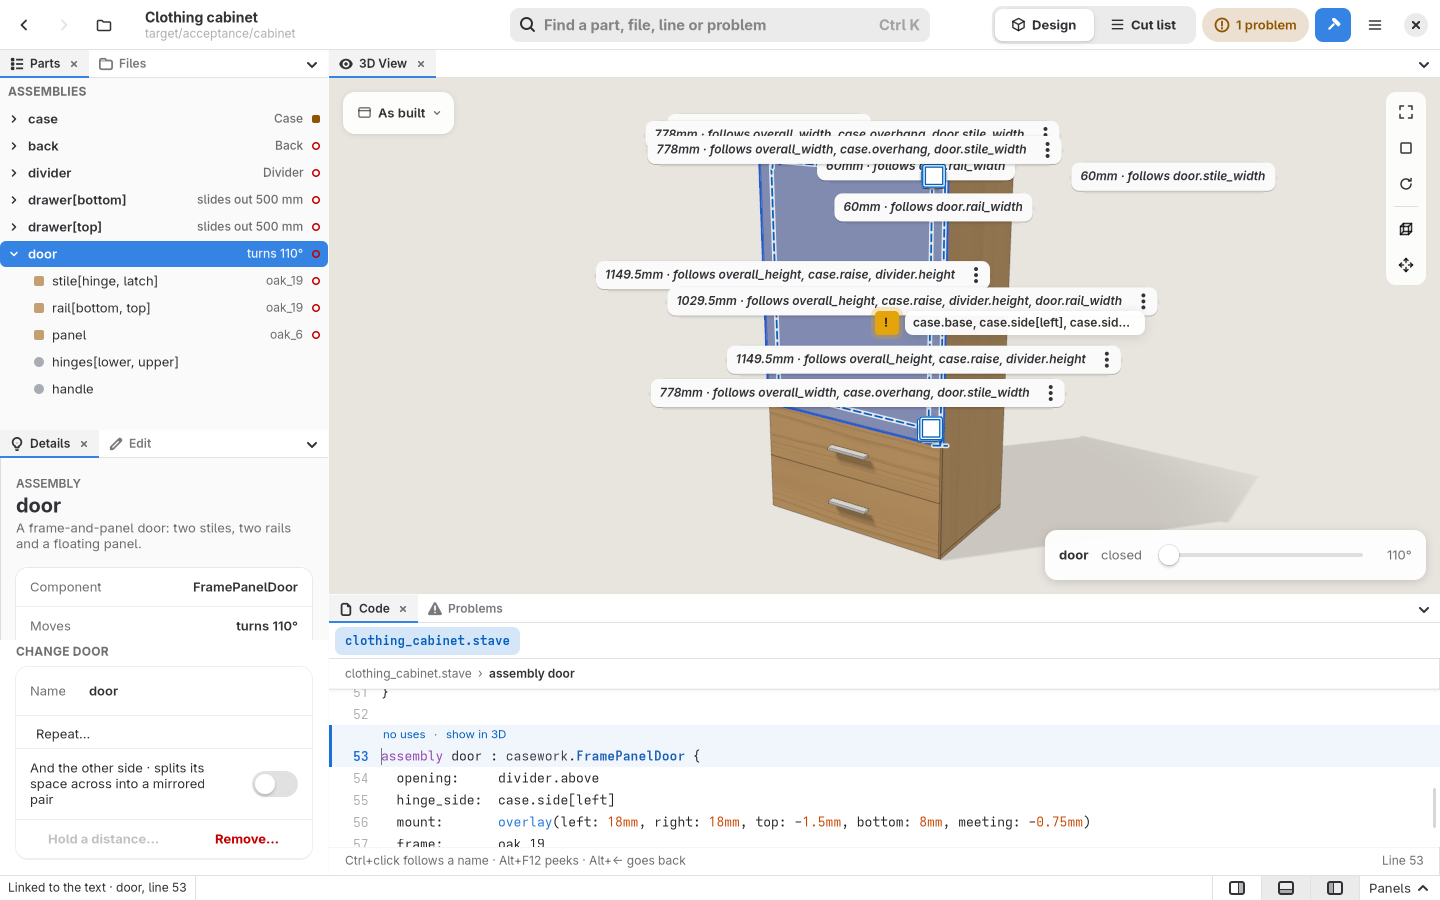 Clothing cabinet
target/acceptance/cabinet
Find a part, file, line or problem
Ctrl K
Design
Cut list
1 problem
Parts
Files
3D View
ASSEMBLIES
case
Case
back
Back
divider
Divider
drawer[bottom]
slides out 500 mm
drawer[top]
slides out 500 mm
door
turns 110°
stile[hinge, latch]
oak_19
rail[bottom, top]
oak_19
panel
oak_6
hinges[lower, upper]
handle
As built
778mm · follows overall_width, case.overhang, door.stile_width
778mm · follows overall_width, case.overhang, door.stile_width
60mm · follows door.rail_width
60mm · follows door.stile_width
60mm · follows door.rail_width
1149.5mm · follows overall_height, case.raise, divider.height
1029.5mm · follows overall_height, case.raise, divider.height, door.rail_width
!
case.base, case.side[left], case.sid...
1149.5mm · follows overall_height, case.raise, divider.height
778mm · follows overall_width, case.overhang, door.stile_width
door
closed
110°
Details
Edit
ASSEMBLY
door
A frame-and-panel door: two stiles, two rails
and a floating panel.
Component
FramePanelDoor
Moves
turns 110°
CHANGE DOOR
Name
door
Repeat...
And the other side · splits its
space across into a mirrored
pair
Hold a distance...
Remove...
Code
Problems
clothing_cabinet.stave
clothing_cabinet.stave › assembly door
51 }
52
no uses · show in 3D
53 assembly door : casework.FramePanelDoor {
54 opening: divider.above
55 hinge_side: case.side[left]
56 mount: overlay(left: 18mm, right: 18mm, top: -1.5mm, bottom: 8mm, meeting: -0.75mm)
57 frame: oak_19
Ctrl+click follows a name · Alt+F12 peeks · Alt+← goes back
Line 53
Linked to the text · door, line 53
Panels